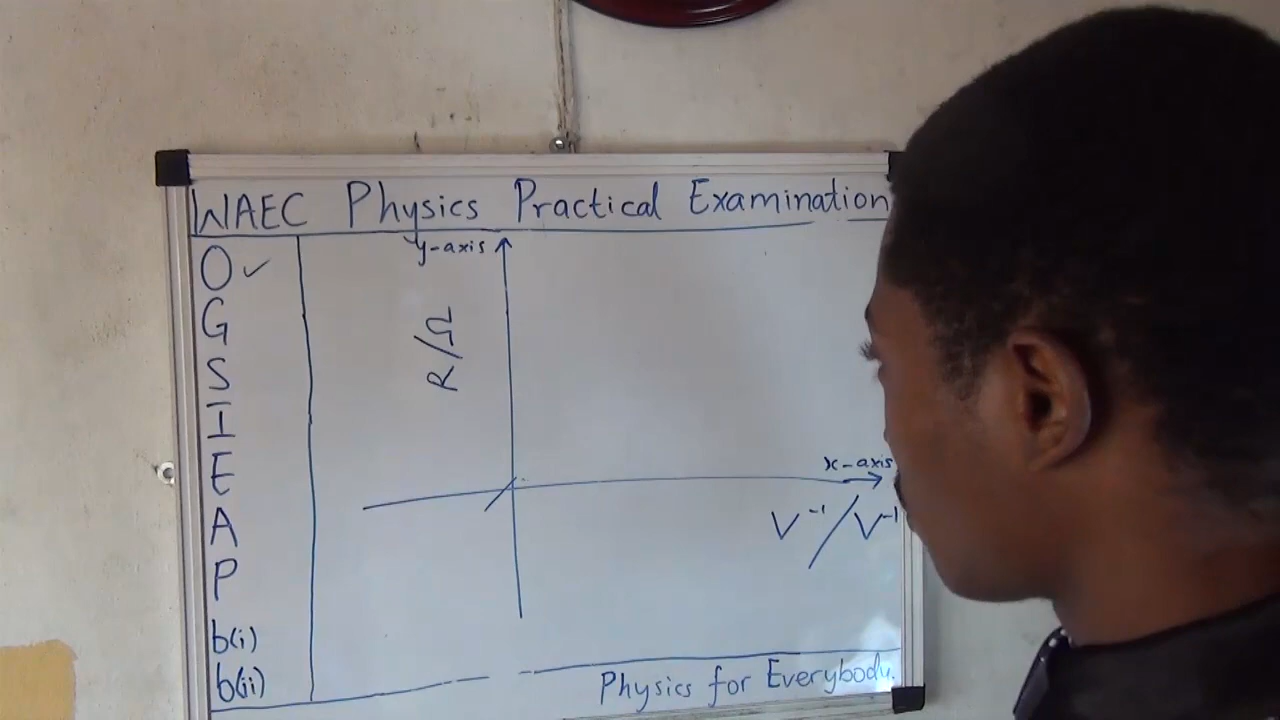 WAEC Physics Practical Examination
O ✓
G
S
I
E
A
P
b(i)
b(ii)
y-axis
R/Ω
x-axis
V⁻¹/V⁻¹
Physics for Everybody.